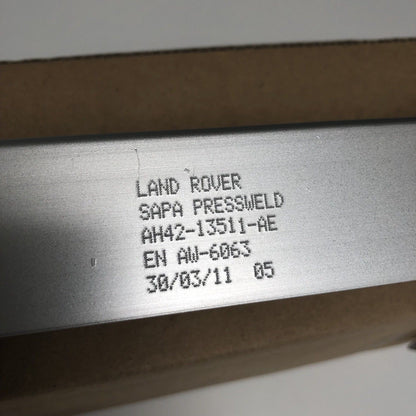 LAND ROVER
SAPA PRESSWELD
AH42-13511-AE
EN AW-6063
30/03/11 05